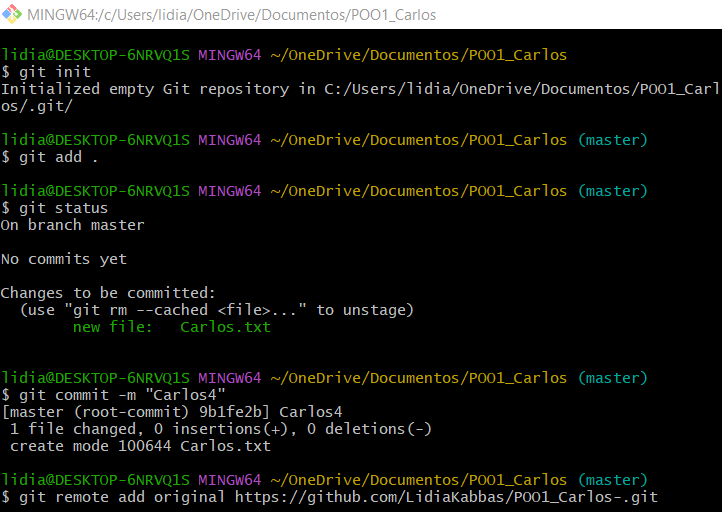 MINGW64:/c/Users/lidia/OneDrive/Documentos/POO1_Carlos
lidia@DESKTOP-6NRVQ1S MINGW64 ~/OneDrive/Documentos/POO1_Carlos
$ git init
Initialized empty Git repository in C:/Users/lidia/OneDrive/Documentos/POO1_Carl
os/.git/
lidia@DESKTOP-6NRVQ1S MINGW64 ~/OneDrive/Documentos/POO1_Carlos (master)
$ git add .
lidia@DESKTOP-6NRVQ1S MINGW64 ~/OneDrive/Documentos/POO1_Carlos (master)
$ git status
On branch master
No commits yet
Changes to be committed:
  (use "git rm --cached <file>..." to unstage)
        new file:   Carlos.txt
lidia@DESKTOP-6NRVQ1S MINGW64 ~/OneDrive/Documentos/POO1_Carlos (master)
$ git commit -m "Carlos4"
[master (root-commit) 9b1fe2b] Carlos4
 1 file changed, 0 insertions(+), 0 deletions(-)
 create mode 100644 Carlos.txt
lidia@DESKTOP-6NRVQ1S MINGW64 ~/OneDrive/Documentos/POO1_Carlos (master)
$ git remote add original https://github.com/LidiaKabbas/POO1_Carlos-.git